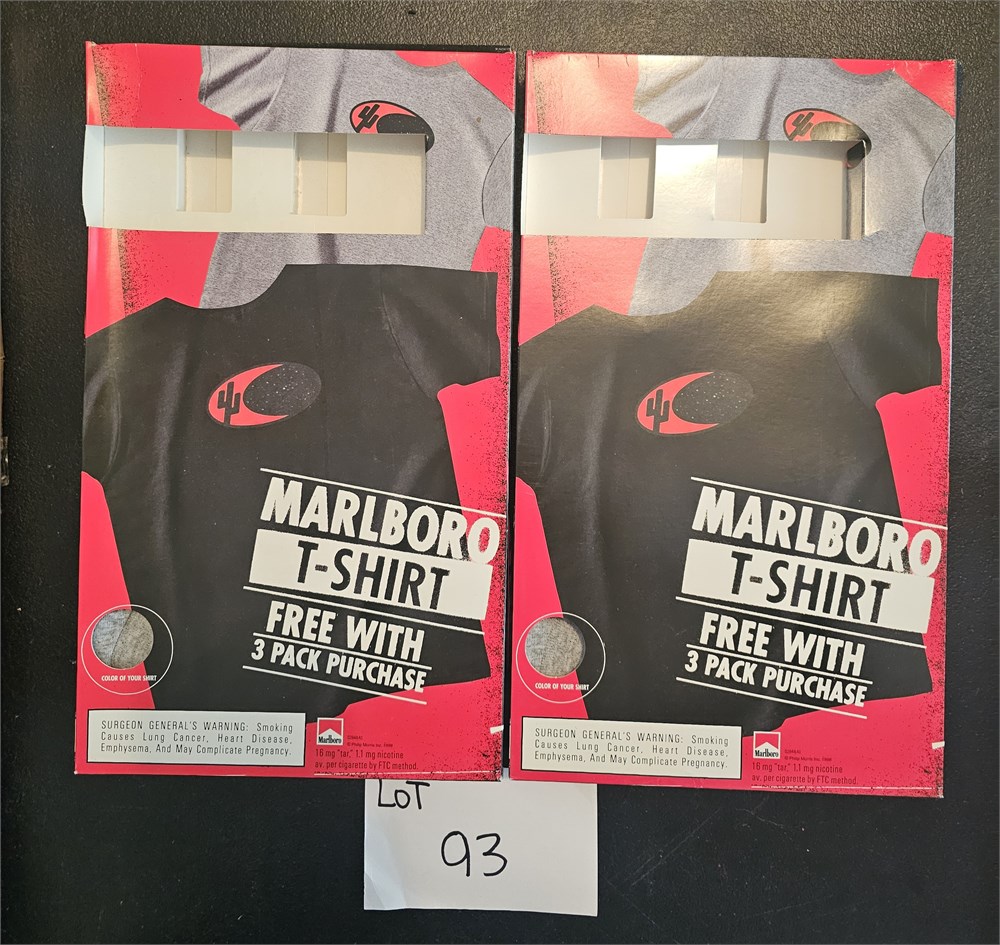 MARLBORO
T-SHIRT
FREE WITH
3 PACK PURCHASE
COLOR OF YOUR SHIRT
SURGEON GENERAL'S WARNING: Smoking
Causes Lung Cancer, Heart Disease,
Emphysema, And May Complicate Pregnancy.
Marlboro
16 mg "tar," 1.1 mg nicotine
av. per cigarette by FTC method.
MARLBORO
T-SHIRT
FREE WITH
3 PACK PURCHASE
COLOR OF YOUR SHIRT
SURGEON GENERAL'S WARNING: Smoking
Causes Lung Cancer, Heart Disease,
Emphysema, And May Complicate Pregnancy.
Marlboro
16 mg "tar," 1.1 mg nicotine
av. per cigarette by FTC method.
LOT
93